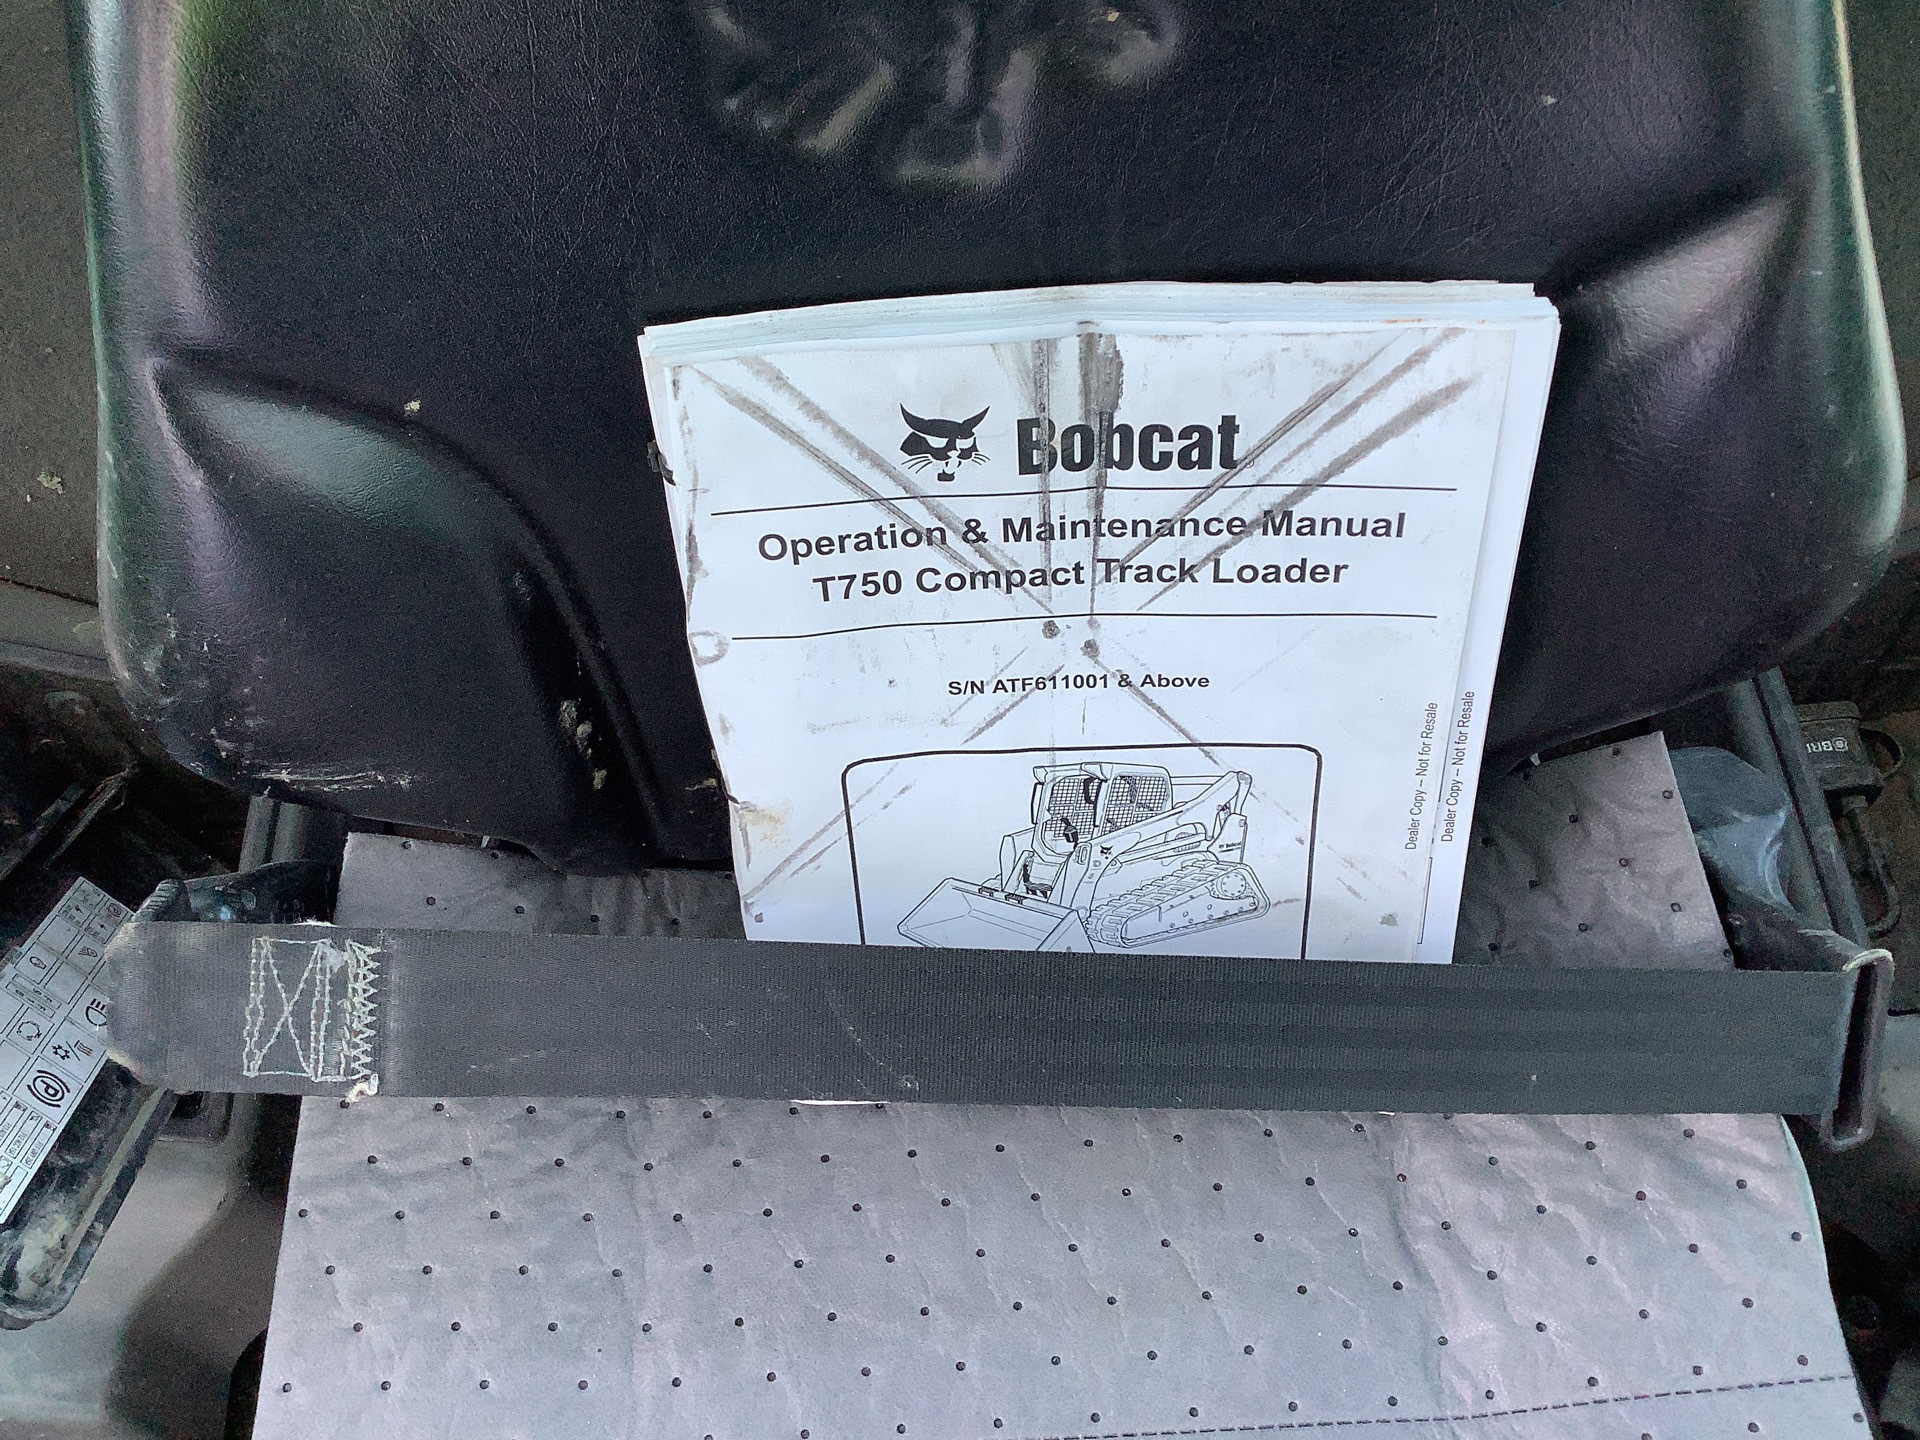 Bobcat
Operation & Maintenance Manual
T750 Compact Track Loader
S/N ATF611001 & Above
Dealer Copy – Not for Resale
Dealer Copy – Not for Resale